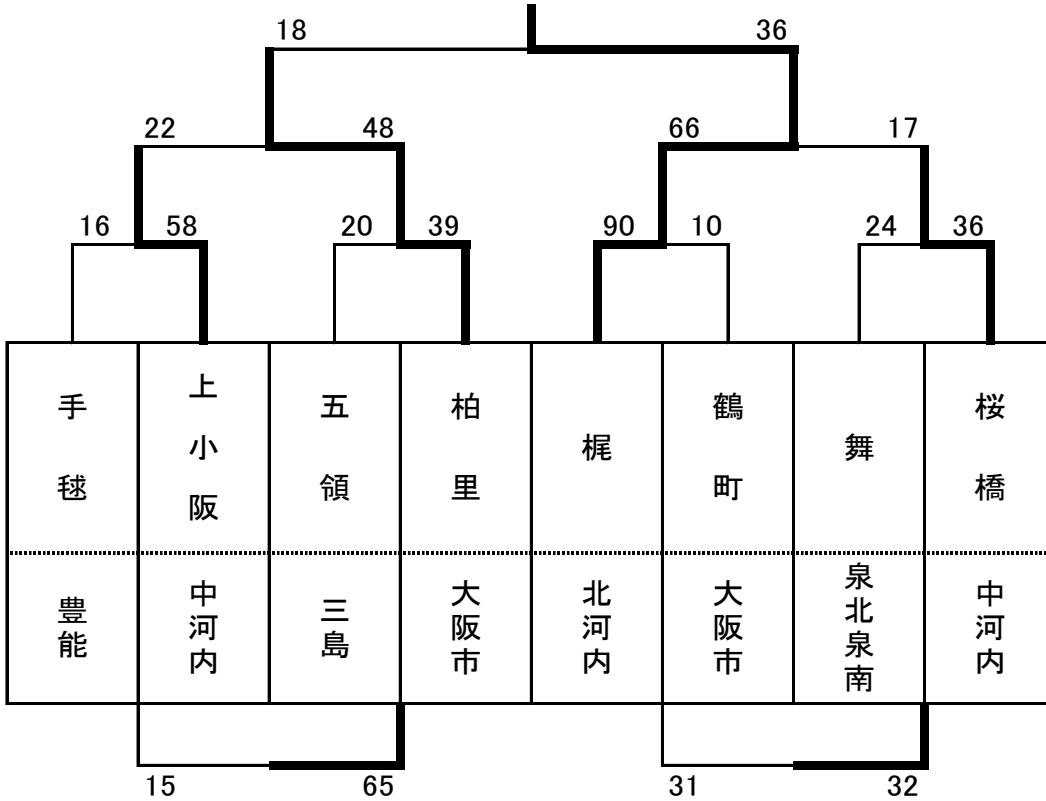 18 36
22 48 66 17
16 58 20 39 90 10 24 36
手毬
上小阪
五領
柏里
梶
鶴町
舞
桜橋
豊能
中河内
三島
大阪市
北河内
大阪市
泉北泉南
中河内
15 65 31 32